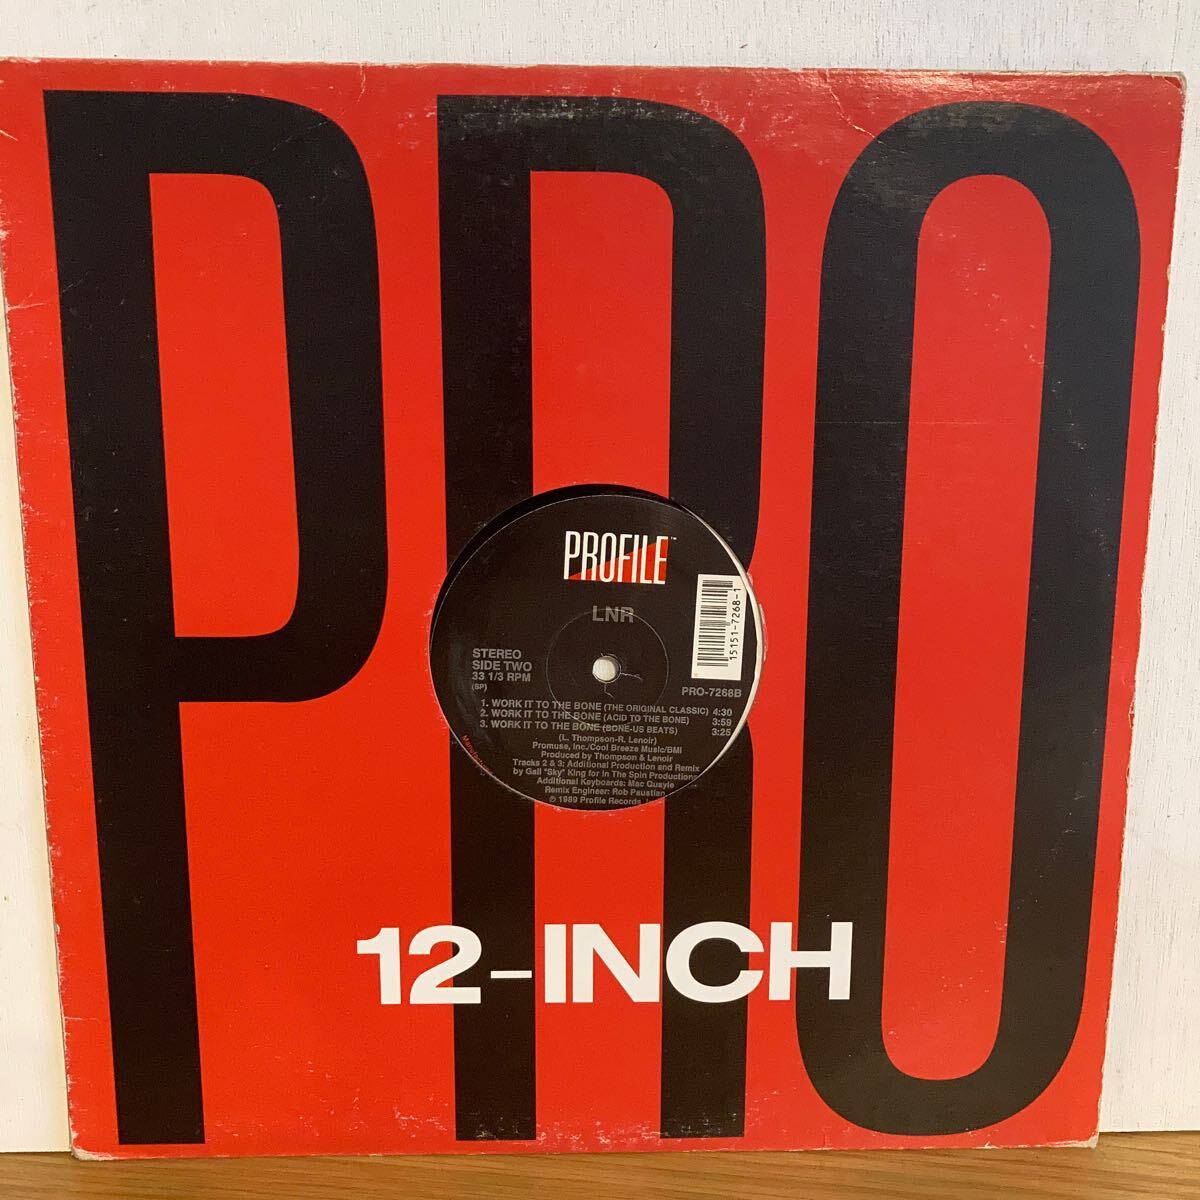 PRO
PROFILE™
LNR
STEREO
SIDE TWO
33 1/3 RPM
(SP)
15151-7268-1
PRO-7268B
1. WORK IT TO THE BONE (THE ORIGINAL CLASSIC) 4:30
2. WORK IT TO THE BONE (ACID TO THE BONE) 3:59
3. WORK IT TO THE BONE (BONE-US BEATS) 3:25
(L. Thompson-R. Lenoir)
Promuse, Inc./Cool Breeze Music/BMI
Produced by Thompson & Lenoir
Tracks 2 & 3: Additional Production and Remix
by Gail "Sky" King for In The Spin Productions
Additional Keyboards: Mac Quayle
Remix Engineer: Rob Paustian
℗ 1989 Profile Records,
12-INCH